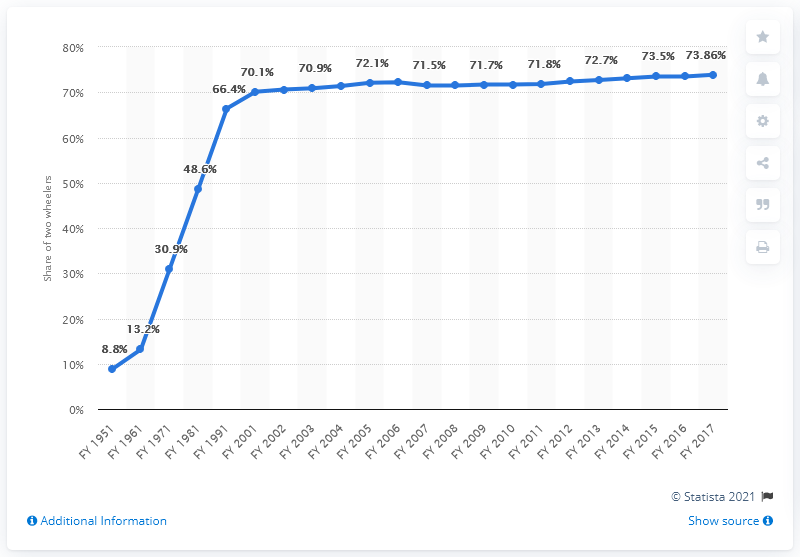 80%
70%
60%
50%
40%
30%
20%
10%
0%
Share of two wheelers
8.8%
13.2%
30.9%
48.6%
66.4%
70.1%
70.9%
72.1%
71.5%
71.7%
71.8%
72.7%
73.5%
73.86%
FY 1951
FY 1961
FY 1971
FY 1981
FY 1991
FY 2001
FY 2002
FY 2003
FY 2004
FY 2005
FY 2006
FY 2007
FY 2008
FY 2009
FY 2010
FY 2011
FY 2012
FY 2013
FY 2014
FY 2015
FY 2016
FY 2017
© Statista 2021
Additional Information
Show source